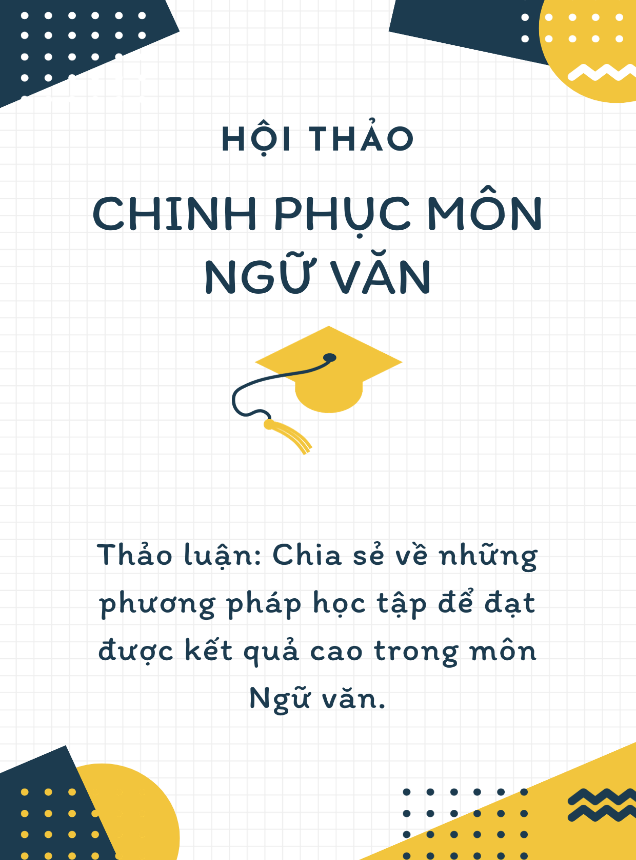 HỘI THẢO
CHINH PHỤC MÔN
NGỮ VĂN
Thảo luận: Chia sẻ về những
phương pháp học tập để đạt
được kết quả cao trong môn
Ngữ văn.